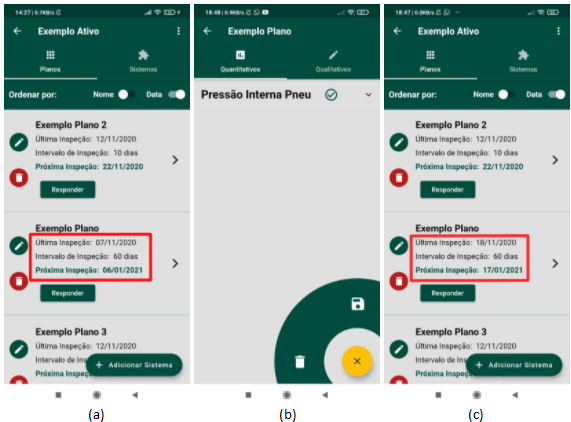 14:27 | 0.7KB/s
Exemplo Ativo
Planos
Sistemas
Ordenar por:
Nome
Data
Exemplo Plano 2
Última Inspeção: 12/11/2020
Intervalo de Inspeção: 10 dias
Próxima Inspeção: 22/11/2020
Responder
Exemplo Plano
Última Inspeção: 07/11/2020
Intervalo de Inspeção: 60 dias
Próxima Inspeção: 06/01/2021
Responder
Exemplo Plano 3
Última Inspeção: 12/11/2020
Intervalo de Insp
Próxima Inspeç
+ Adicionar Sistema
(a)
18:48 | 0.9KB/s
Exemplo Plano
Quantitativos
Qualitativos
Pressão Interna Pneu
(b)
18:47 | 0.9KB/s
Exemplo Ativo
Planos
Sistemas
Ordenar por:
Nome
Data
Exemplo Plano 2
Última Inspeção: 12/11/2020
Intervalo de Inspeção: 10 dias
Próxima Inspeção: 22/11/2020
Responder
Exemplo Plano
Última Inspeção: 18/11/2020
Intervalo de Inspeção: 60 dias
Próxima Inspeção: 17/01/2021
Responder
Exemplo Plano 3
Última Inspeção: 12/11/2020
Intervalo de Insp
Próxima Inspeç
+ Adicionar Sistema
(c)